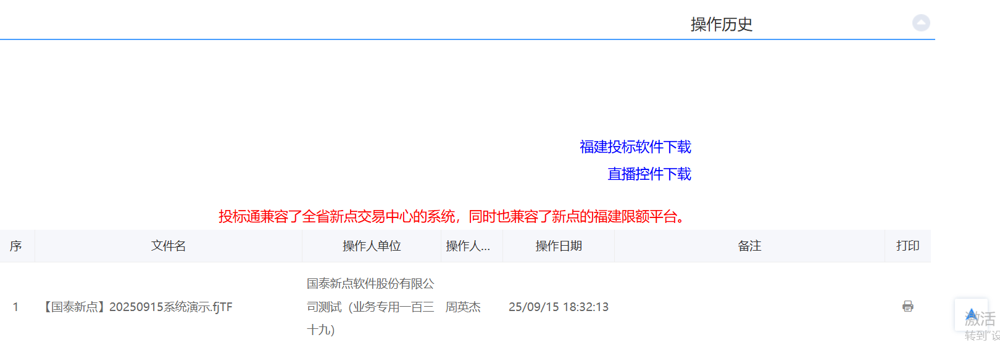 操作历史
福建投标软件下载
直播控件下载
投标通兼容了全省新点交易中心的系统，同时也兼容了新点的福建限额平台。
序 文件名 操作人单位 操作人... 操作日期 备注 打印
1 【国泰新点】20250915系统演示.fjTF 国泰新点软件股份有限公 周英杰 25/09/15 18:32:13
司测试（业务专用一百三
十九）
激活
转到"设